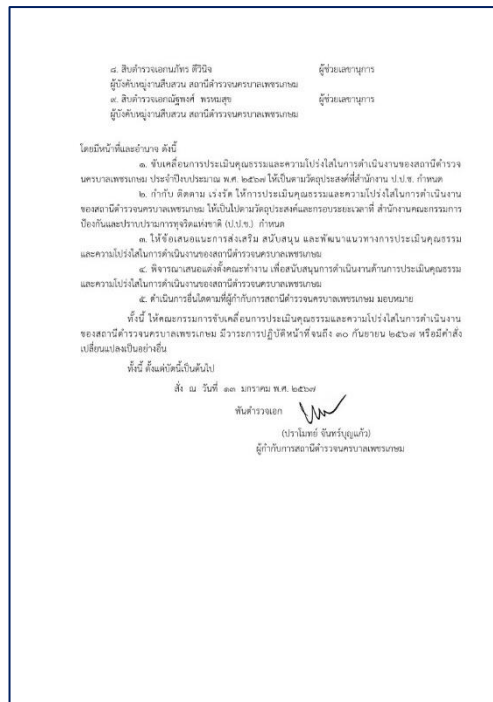 ๘. สิบตำรวจเอกนภัทร ตีวินิจ ผู้ช่วยเลขานุการ
ผู้บังคับหมู่งานสืบสวน สถานีตำรวจนครบาลเพชรเกษม
๙. สิบตำรวจเอกณัฐพงศ์ พรหมสุข ผู้ช่วยเลขานุการ
ผู้บังคับหมู่งานสืบสวน สถานีตำรวจนครบาลเพชรเกษม
โดยมีหน้าที่และอำนาจ ดังนี้
๑. ขับเคลื่อนการประเมินคุณธรรมและความโปร่งใสในการดำเนินงานของสถานีตำรวจ
นครบาลเพชรเกษม ประจำปีงบประมาณ พ.ศ. ๒๕๖๗ ให้เป็นตามวัตถุประสงค์ที่สำนักงาน ป.ป.ช. กำหนด
๒. กำกับ ติดตาม เร่งรัด ให้การประเมินคุณธรรมและความโปร่งใสในการดำเนินงาน
ของสถานีตำรวจนครบาลเพชรเกษม ให้เป็นไปตามวัตถุประสงค์และกรอบระยะเวลาที่ สำนักงานคณะกรรมการ
ป้องกันและปราบปรามการทุจริตแห่งชาติ (ป.ป.ช.) กำหนด
๓. ให้ข้อเสนอแนะการส่งเสริม สนับสนุน และพัฒนาแนวทางการประเมินคุณธรรม
และความโปร่งใสในการดำเนินงานของสถานีตำรวจนครบาลเพชรเกษม
๔. พิจารณาเสนอแต่งตั้งคณะทำงาน เพื่อสนับสนุนการดำเนินงานด้านการประเมินคุณธรรม
และความโปร่งใสในการดำเนินงานของสถานีตำรวจนครบาลเพชรเกษม
๕. ดำเนินการอื่นใดตามที่ผู้กำกับการสถานีตำรวจนครบาลเพชรเกษม มอบหมาย
ทั้งนี้ ให้คณะกรรมการขับเคลื่อนการประเมินคุณธรรมและความโปร่งใสในการดำเนินงาน
ของสถานีตำรวจนครบาลเพชรเกษม มีวาระการปฏิบัติหน้าที่จนถึง ๓๐ กันยายน ๒๕๖๗ หรือมีคำสั่ง
เปลี่ยนแปลงเป็นอย่างอื่น
ทั้งนี้ ตั้งแต่บัดนี้เป็นต้นไป
สั่ง ณ วันที่ ๑๓ มกราคม พ.ศ. ๒๕๖๗
พันตำรวจเอก
(ปราโมทย์ จันทร์บุญแก้ว)
ผู้กำกับการสถานีตำรวจนครบาลเพชรเกษม